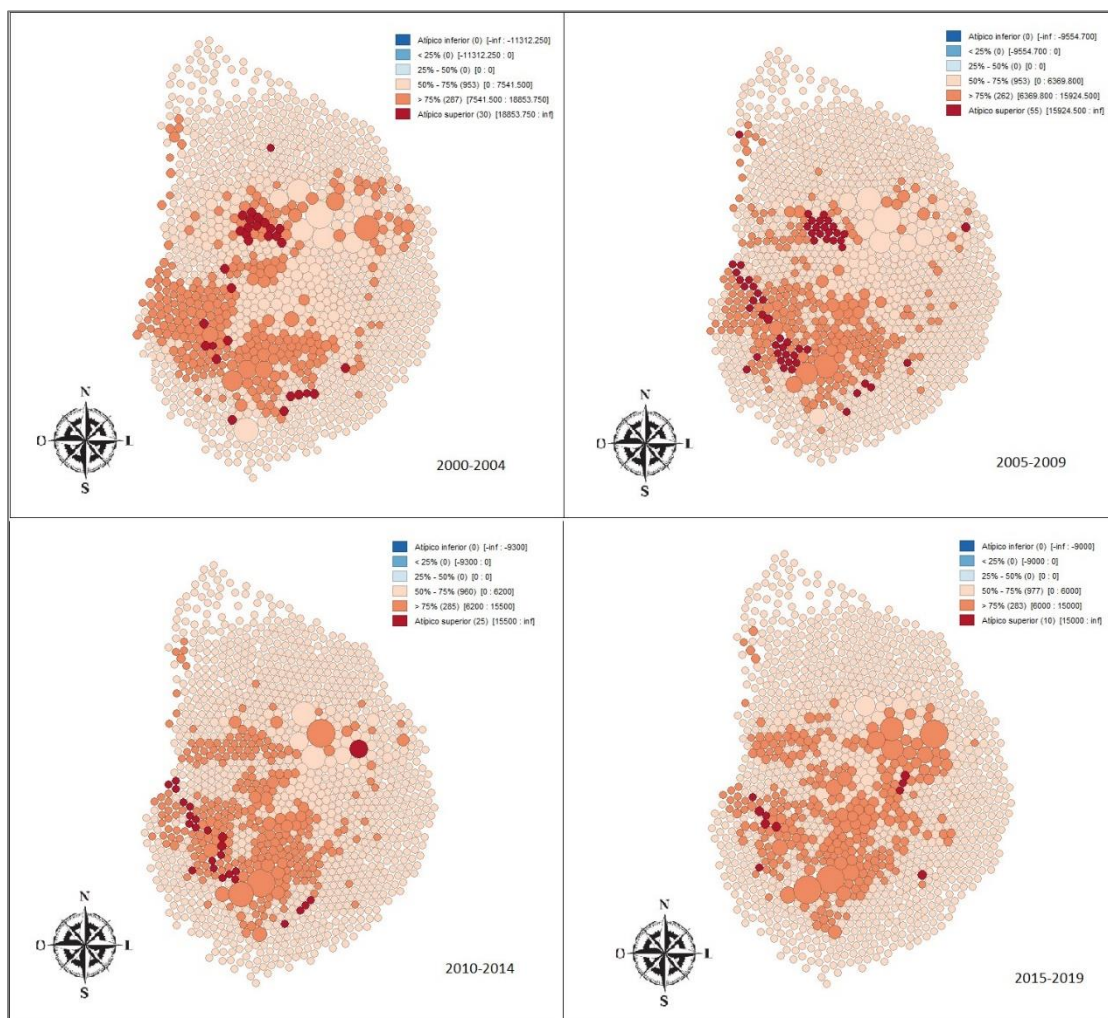 Atípico inferior (0) [-inf : -11312.250]
< 25% (0) [-11312.250 : 0]
25% - 50% (0) [0 : 0]
50% - 75% (953) [0 : 7541.500]
> 75% (287) [7541.500 : 18853.750]
Atípico superior (30) [18853.750 : inf]
N
O
L
S
2000-2004
Atípico inferior (0) [-inf : -9554.700]
< 25% (0) [-9554.700 : 0]
25% - 50% (0) [0 : 0]
50% - 75% (953) [0 : 6369.800]
> 75% (262) [6369.800 : 15924.500]
Atípico superior (55) [15924.500 : inf]
N
O
L
S
2005-2009
Atípico inferior (0) [-inf : -9300]
< 25% (0) [-9300 : 0]
25% - 50% (0) [0 : 0]
50% - 75% (960) [0 : 6200]
> 75% (285) [6200 : 15500]
Atípico superior (25) [15500 : inf]
N
O
L
S
2010-2014
Atípico inferior (0) [-inf : -9000]
< 25% (0) [-9000 : 0]
25% - 50% (0) [0 : 0]
50% - 75% (977) [0 : 6000]
> 75% (283) [6000 : 15000]
Atípico superior (10) [15000 : inf]
N
O
L
S
2015-2019